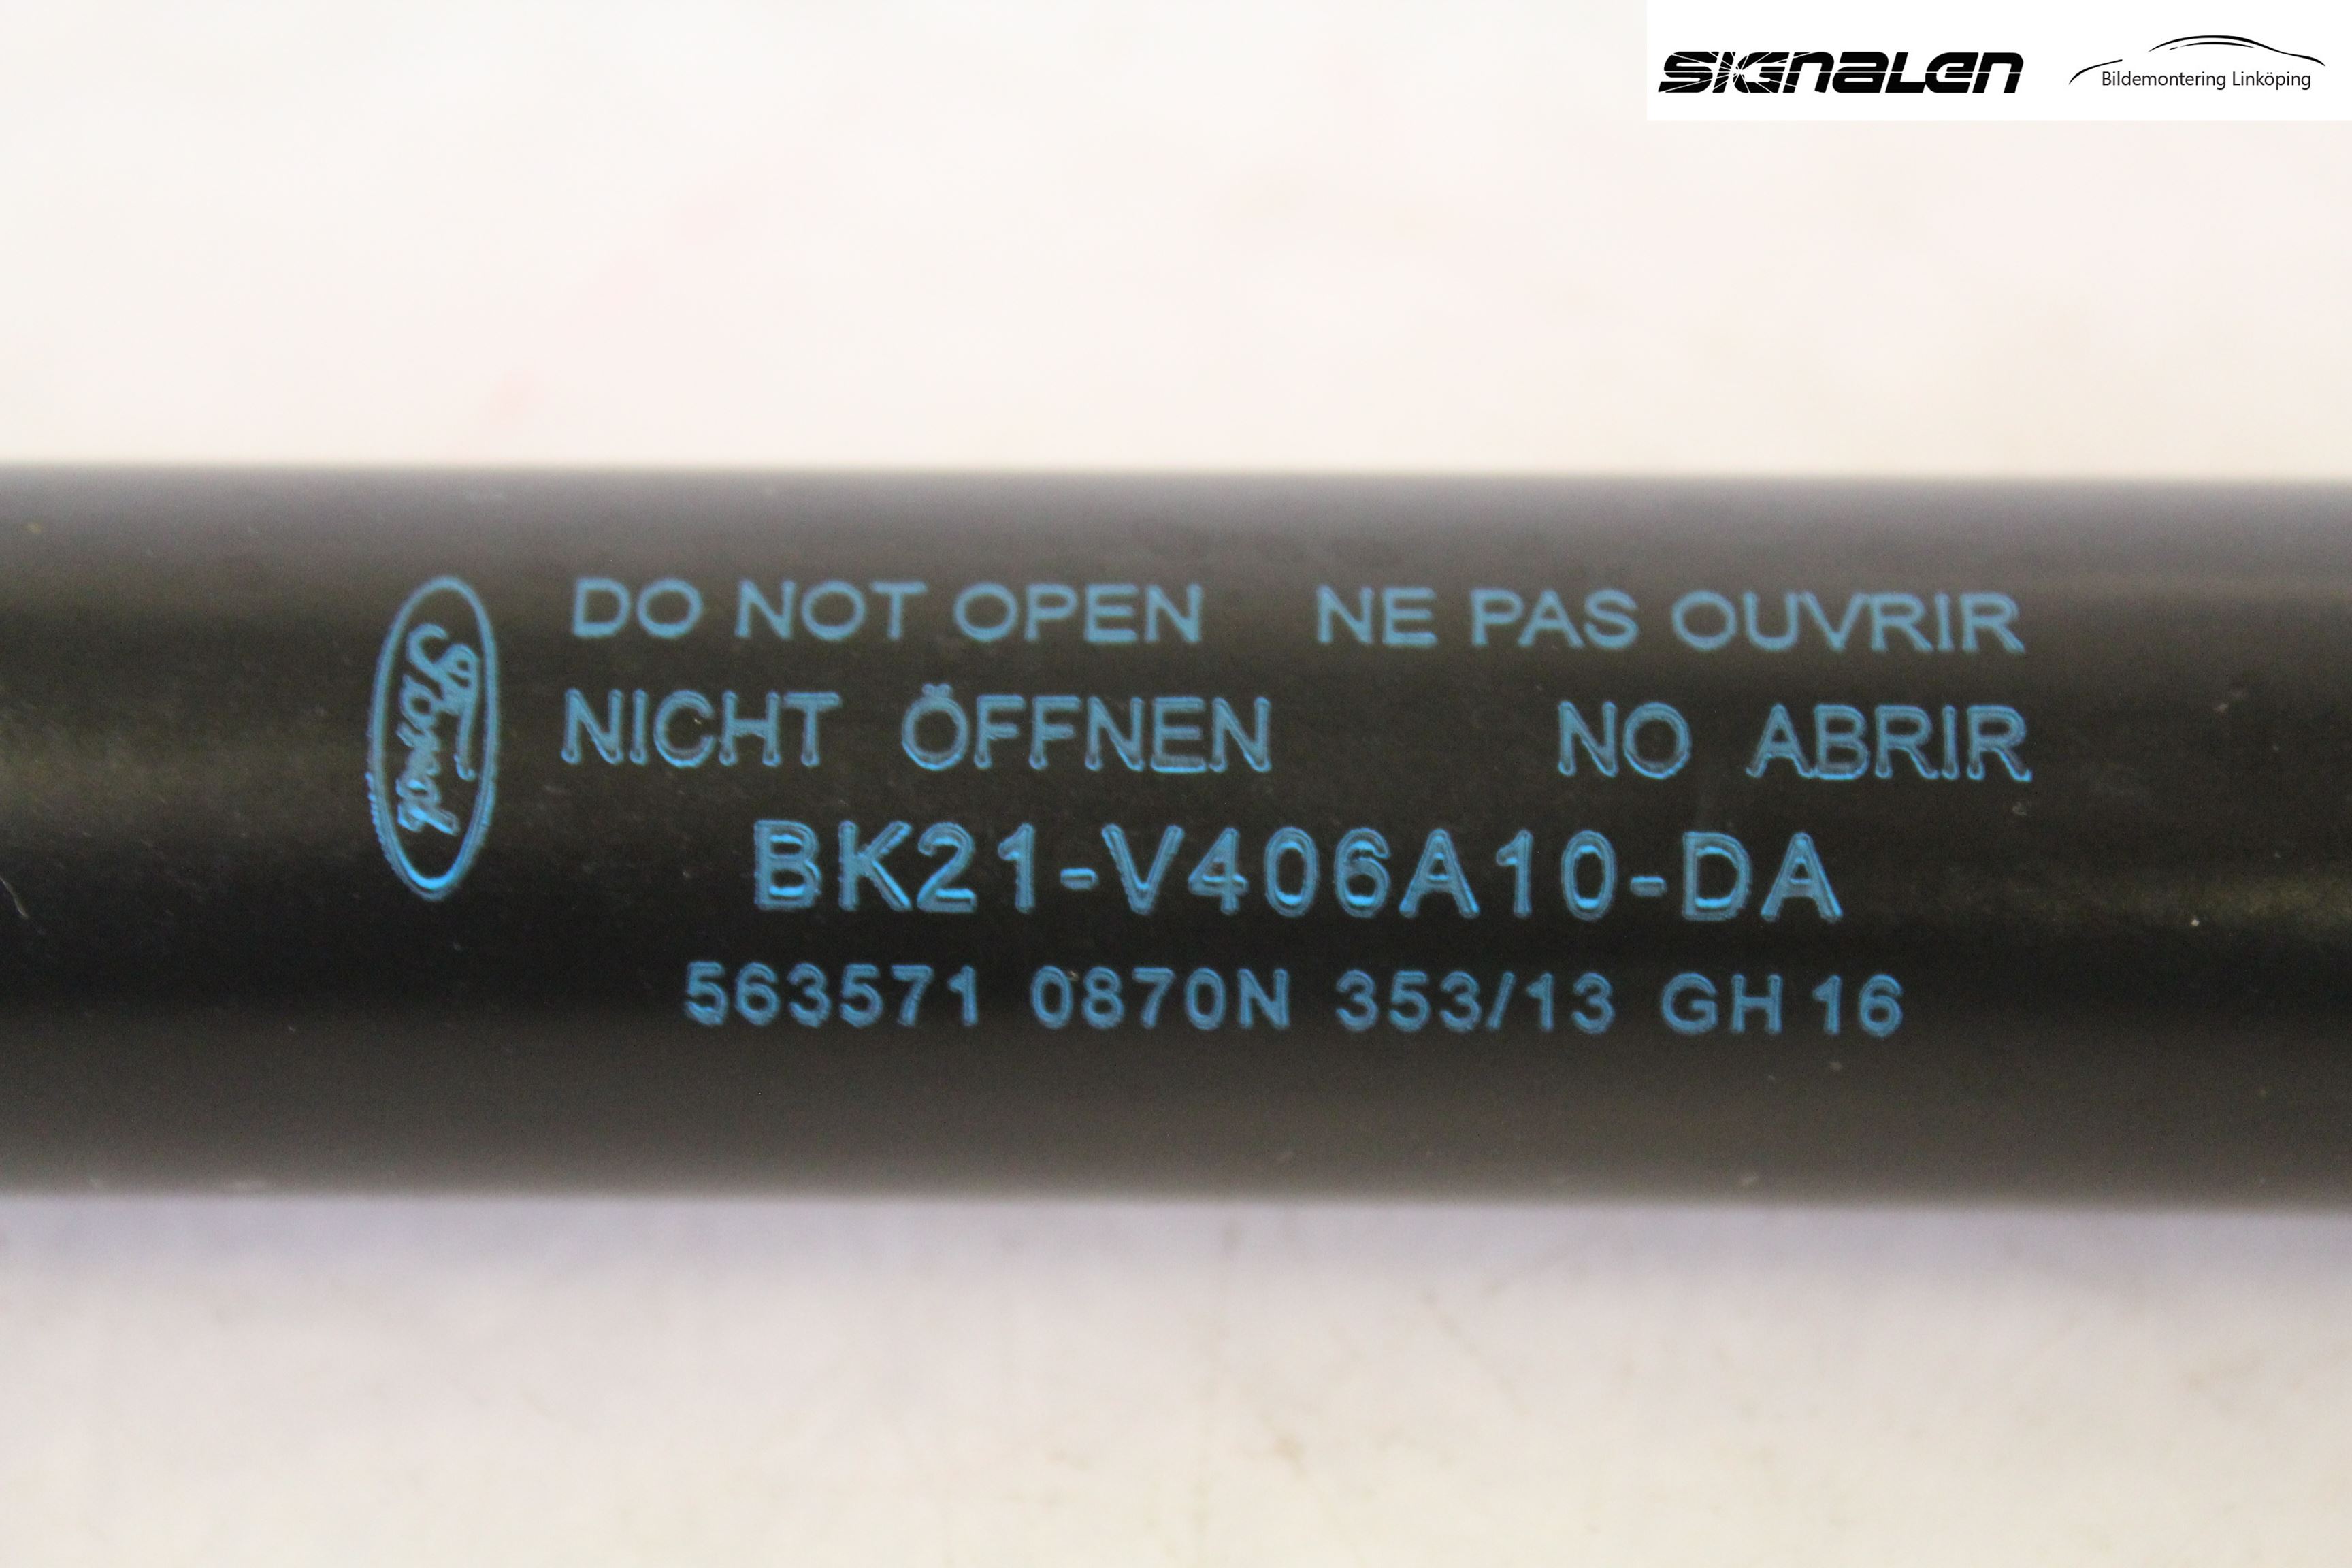 SIGNALEN Bildemontering Linköping
DO NOT OPEN NE PAS OUVRIR
Ford
NICHT ÖFFNEN NO ABRIR
BK21-V406A10-DA
563571 0870N 353/13 GH 16